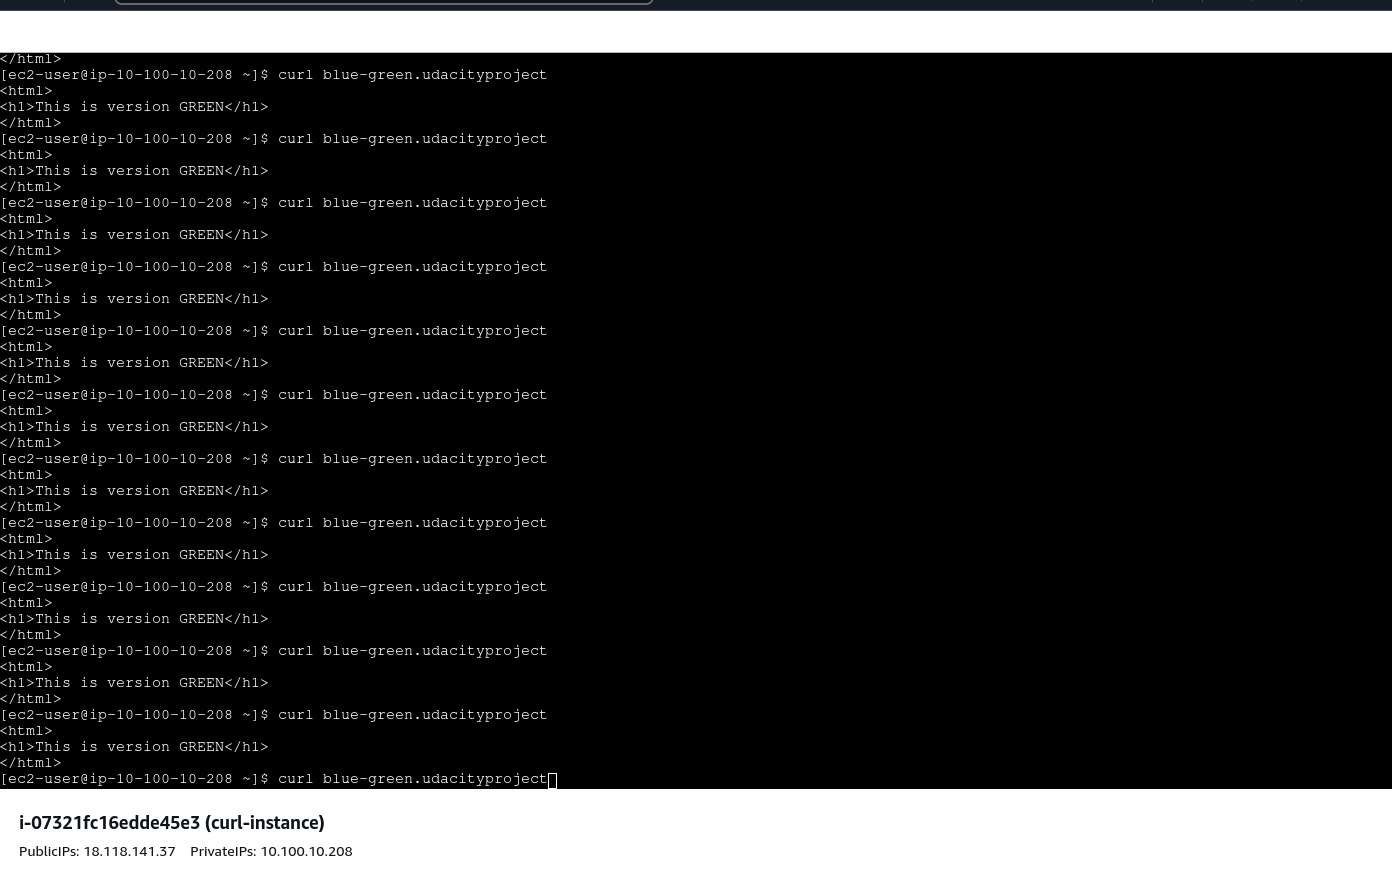 </html>
[ec2-user@ip-10-100-10-208 ~]$ curl blue-green.udacityproject
<html>
<h1>This is version GREEN</h1>
</html>
[ec2-user@ip-10-100-10-208 ~]$ curl blue-green.udacityproject
<html>
<h1>This is version GREEN</h1>
</html>
[ec2-user@ip-10-100-10-208 ~]$ curl blue-green.udacityproject
<html>
<h1>This is version GREEN</h1>
</html>
[ec2-user@ip-10-100-10-208 ~]$ curl blue-green.udacityproject
<html>
<h1>This is version GREEN</h1>
</html>
[ec2-user@ip-10-100-10-208 ~]$ curl blue-green.udacityproject
<html>
<h1>This is version GREEN</h1>
</html>
[ec2-user@ip-10-100-10-208 ~]$ curl blue-green.udacityproject
<html>
<h1>This is version GREEN</h1>
</html>
[ec2-user@ip-10-100-10-208 ~]$ curl blue-green.udacityproject
<html>
<h1>This is version GREEN</h1>
</html>
[ec2-user@ip-10-100-10-208 ~]$ curl blue-green.udacityproject
<html>
<h1>This is version GREEN</h1>
</html>
[ec2-user@ip-10-100-10-208 ~]$ curl blue-green.udacityproject
<html>
<h1>This is version GREEN</h1>
</html>
[ec2-user@ip-10-100-10-208 ~]$ curl blue-green.udacityproject
<html>
<h1>This is version GREEN</h1>
</html>
[ec2-user@ip-10-100-10-208 ~]$ curl blue-green.udacityproject
<html>
<h1>This is version GREEN</h1>
</html>
[ec2-user@ip-10-100-10-208 ~]$ curl blue-green.udacityproject
i-07321fc16edde45e3 (curl-instance)
PublicIPs: 18.118.141.37 PrivateIPs: 10.100.10.208